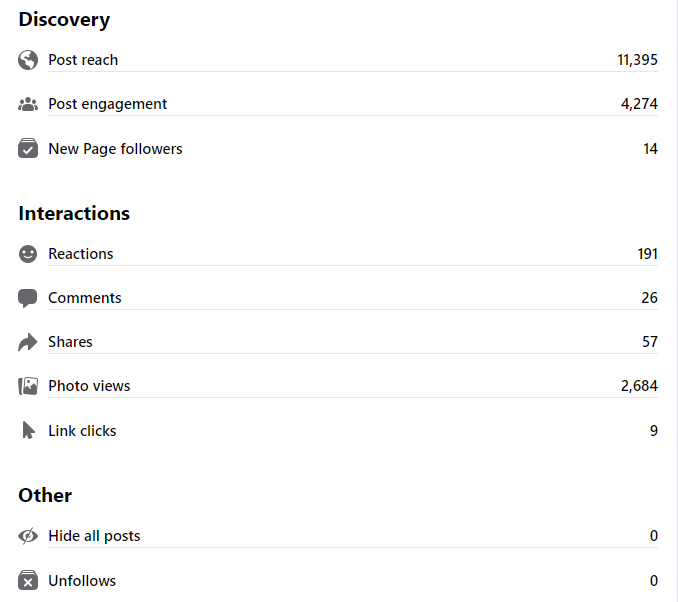 Discovery
Post reach 11,395
Post engagement 4,274
New Page followers 14
Interactions
Reactions 191
Comments 26
Shares 57
Photo views 2,684
Link clicks 9
Other
Hide all posts 0
Unfollows 0